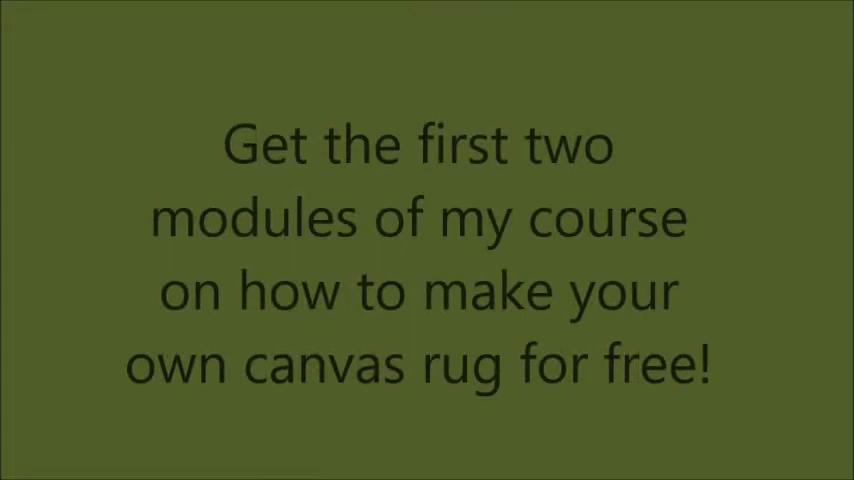 Get the first two
modules of my course
on how to make your
own canvas rug for free!